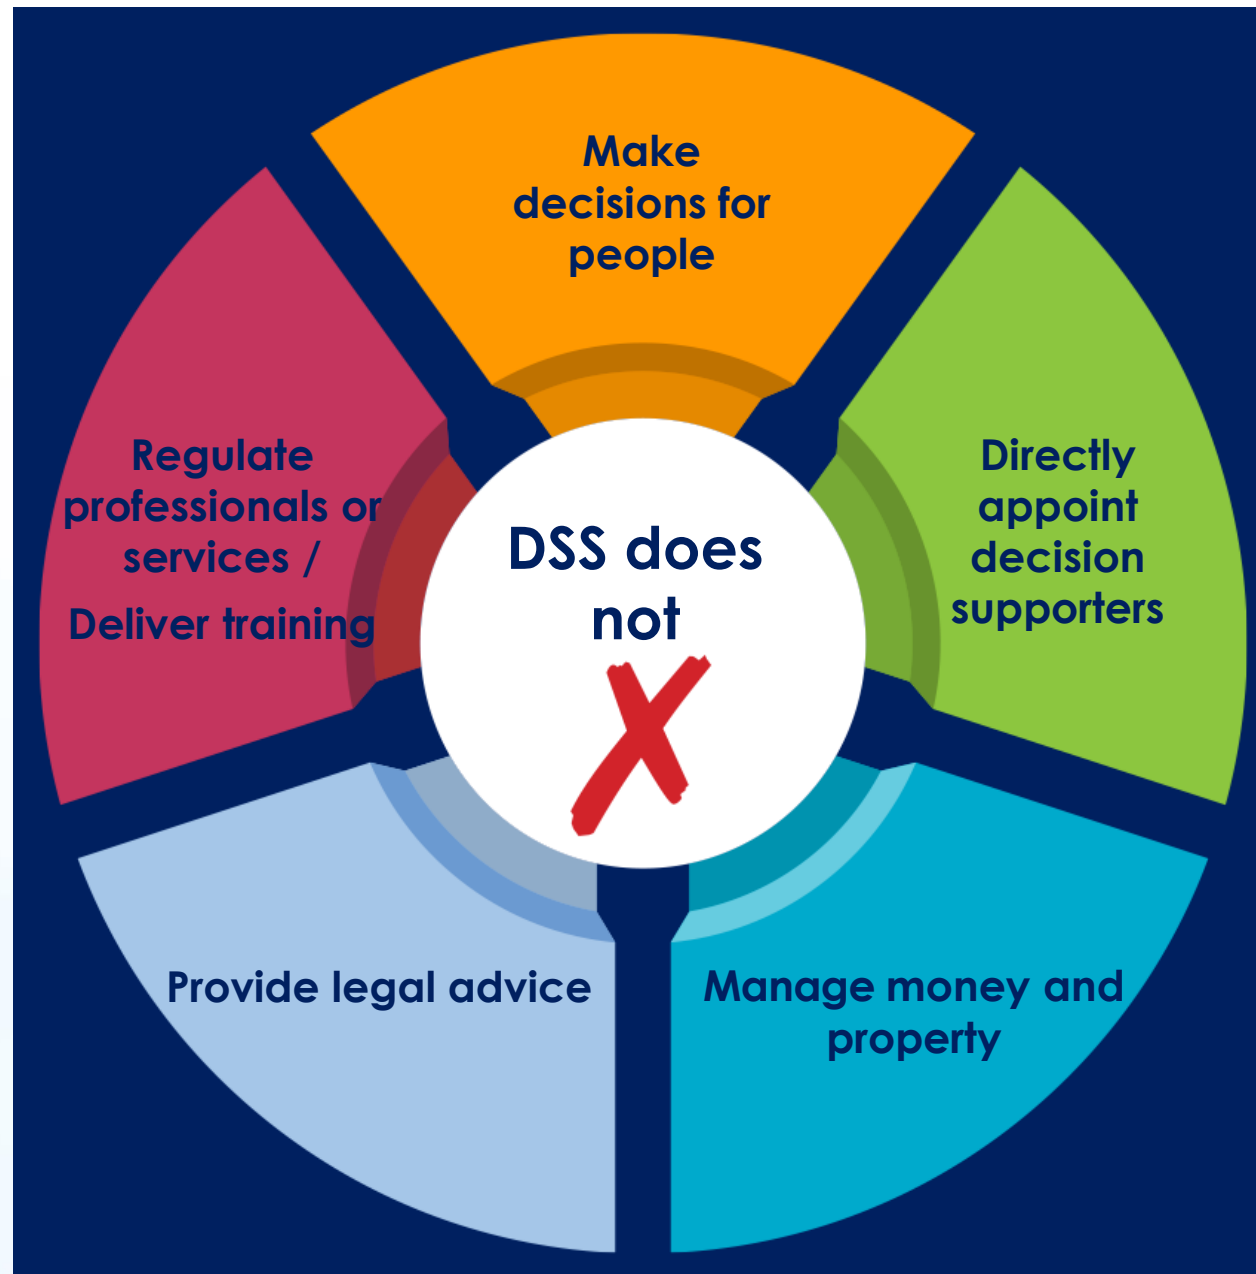 Make
decisions for
people
Directly
appoint
decision
supporters
Manage money and
property
Provide legal advice
Regulate
professionals or
services /
Deliver training
DSS does
not